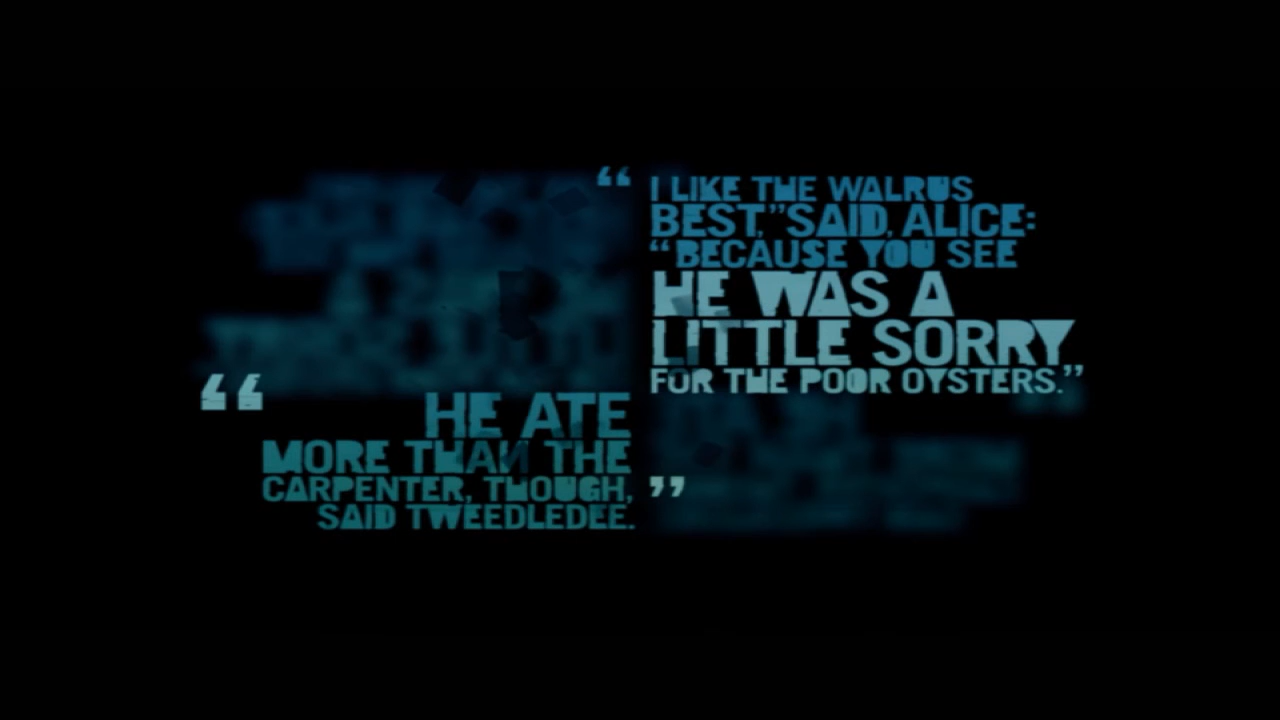 “ I LIKE THE WALRUS
BEST,” SAID, ALICE:
“ BECAUSE YOU SEE
HE WAS A
LITTLE SORRY
FOR THE POOR OYSTERS.”
“ HE ATE
MORE THAN THE
CARPENTER, THOUGH, ”
SAID TWEEDLEDEE.